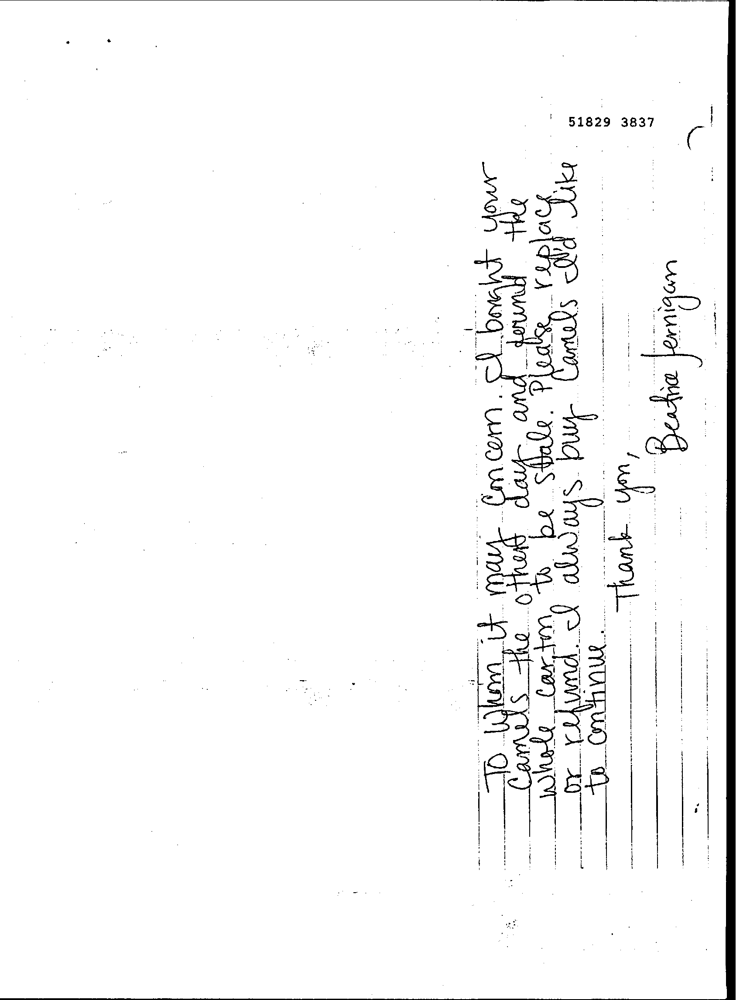 51829 3837
To Whom it may Concern. I bought your
Camels the other day and found the
Whole carton to be stale. Please replace
or refund. I always buy Camels I'd like
to continue.
Thank you,
Beatrice Jernigan